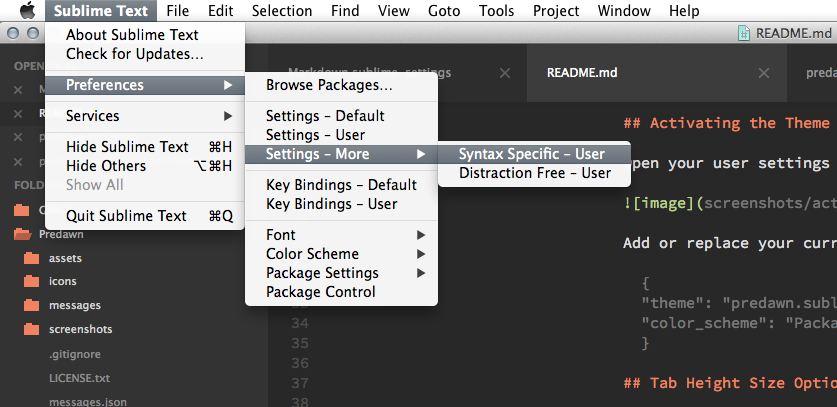 Sublime Text File Edit Selection Find View Goto Tools Project Window Help
README.md
About Sublime Text
Check for Updates...
Preferences
Services
Hide Sublime Text ⌘H
Hide Others ⌥⌘H
Show All
Quit Sublime Text ⌘Q
Browse Packages...
Settings – Default
Settings – User
Settings – More
Key Bindings – Default
Key Bindings – User
Font
Color Scheme
Package Settings
Package Control
Syntax Specific – User
Distraction Free – User
OPEN
FOLD
Predawn
assets
icons
messages
screenshots
.gitignore
LICENSE.txt
messages.json
Markdown.sublime-settings
README.md
preda
## Activating the Theme
pen your user settings
![image](screenshots/act
Add or replace your curr
{
"theme": "predawn.subl
"color_scheme": "Packa
}
## Tab Height Size Optio
34
35
36
37
38